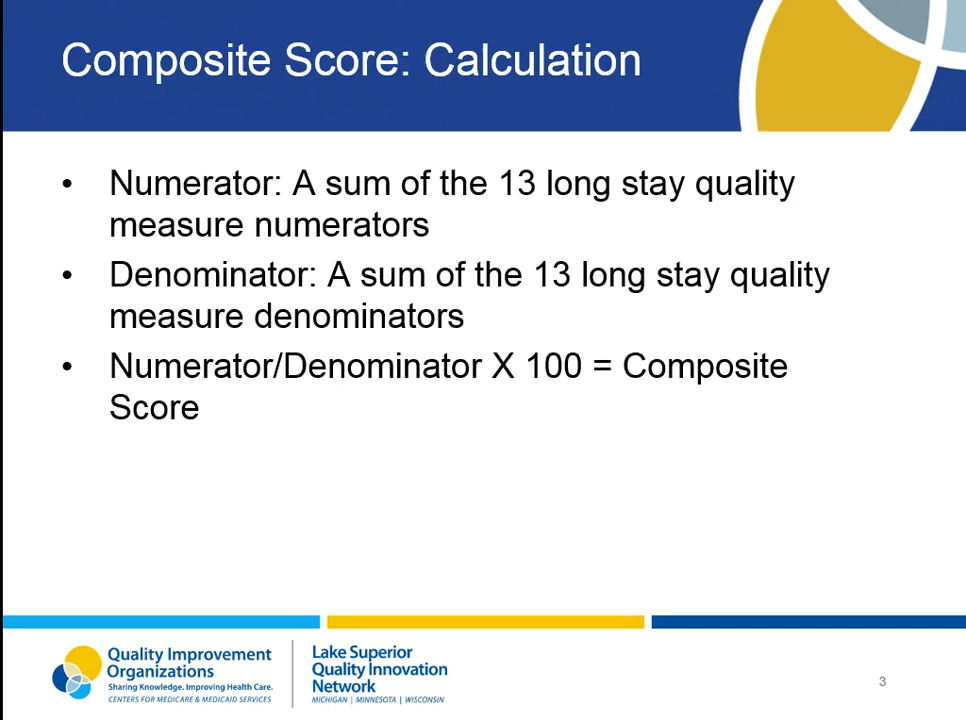 Composite Score: Calculation
• Numerator: A sum of the 13 long stay quality
measure numerators
• Denominator: A sum of the 13 long stay quality
measure denominators
• Numerator/Denominator X 100 = Composite
Score
Quality Improvement
Organizations
Sharing Knowledge. Improving Health Care.
CENTERS FOR MEDICARE & MEDICAID SERVICES
Lake Superior
Quality Innovation
Network
MICHIGAN | MINNESOTA | WISCONSIN
3